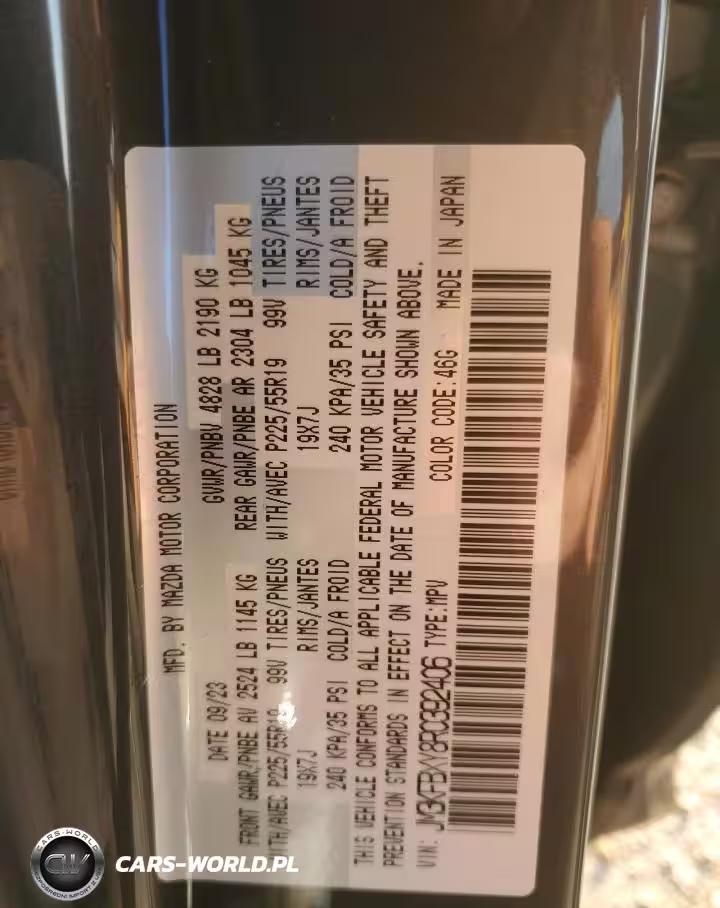 MFD. BY MAZDA MOTOR CORPORATION
DATE 09/23 GVWR/PNBV 4828 LB 2190 KG
FRONT GAWR/PNBE AV 2524 LB 1145 KG REAR GAWR/PNBE AR 2304 LB 1045 KG
WITH/AVEC P225/55R19 99V TIRES/PNEUS WITH/AVEC P225/55R19 99V TIRES/PNEUS
19X7J RIMS/JANTES 19X7J RIMS/JANTES
240 KPA/35 PSI COLD/A FROID 240 KPA/35 PSI COLD/A FROID
THIS VEHICLE CONFORMS TO ALL APPLICABLE FEDERAL MOTOR VEHICLE SAFETY AND THEFT
PREVENTION STANDARDS IN EFFECT ON THE DATE OF MANUFACTURE SHOWN ABOVE.
VIN: JM3KFBXY8R0392406 TYPE:MPV COLOR CODE:46G MADE IN JAPAN
CARS-WORLD
CW
CARS-WORLD.PL